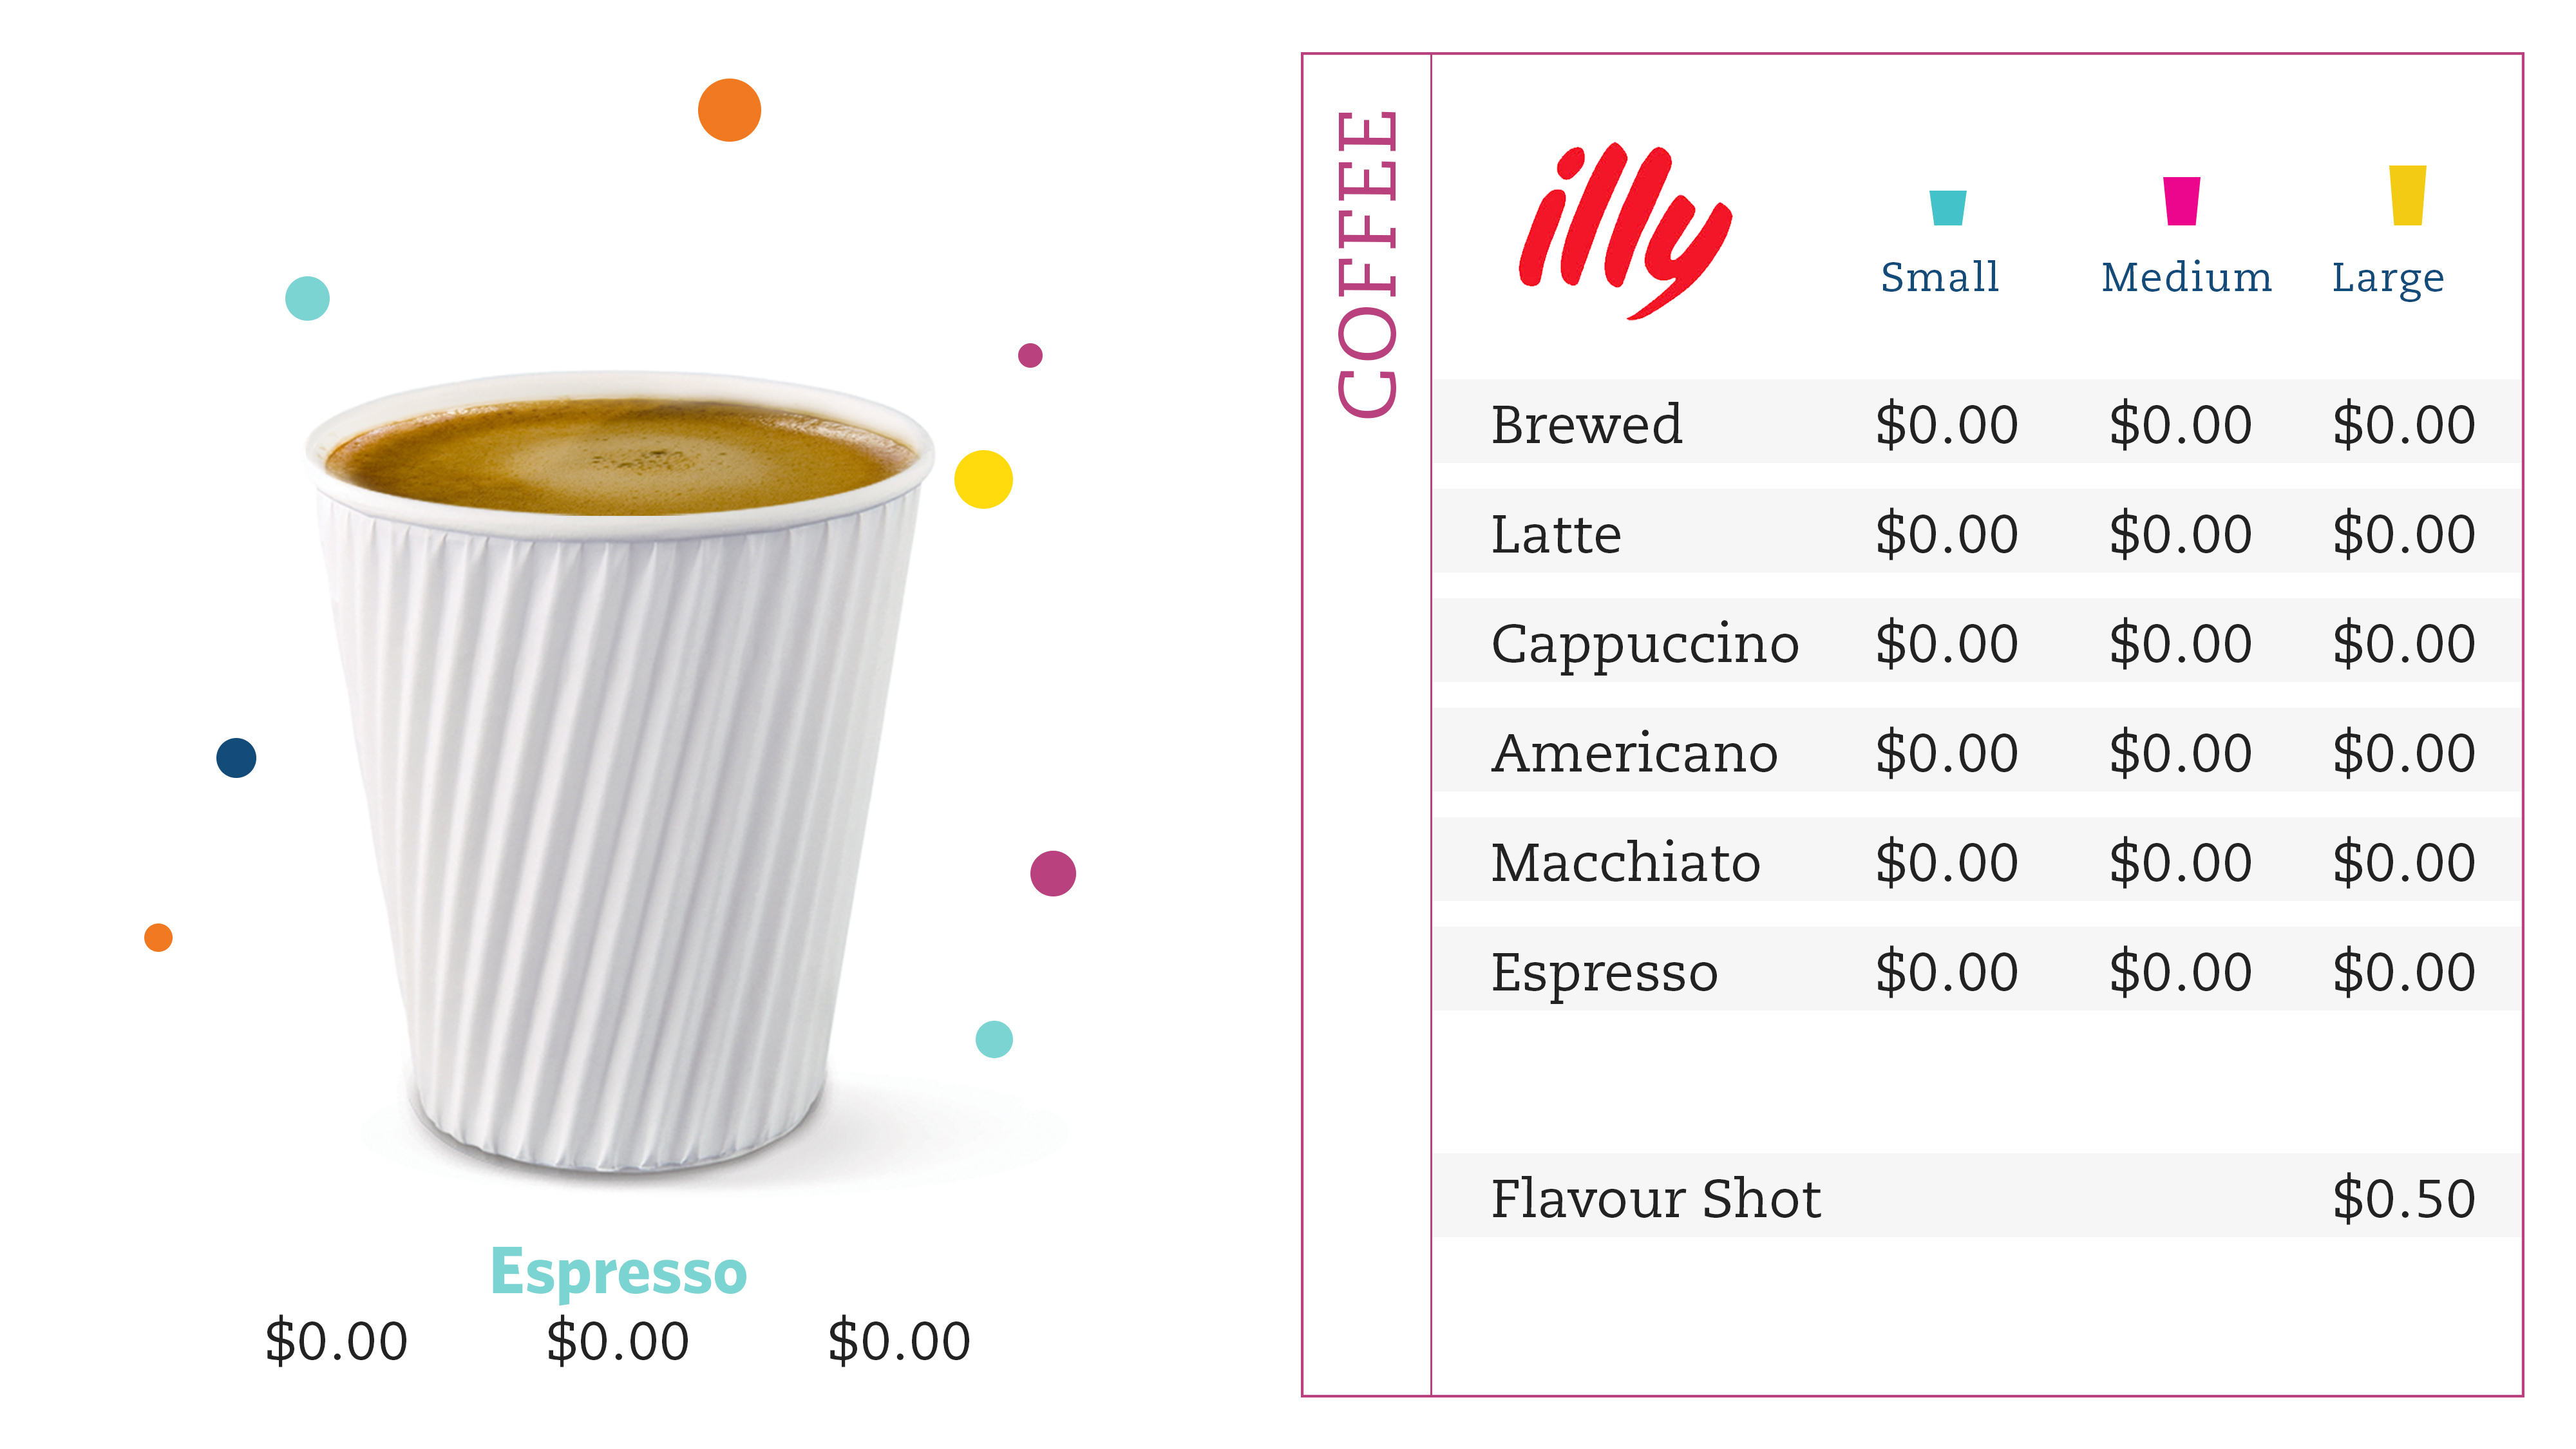 COFFEE
illy
Small Medium Large
Brewed $0.00 $0.00 $0.00
Latte $0.00 $0.00 $0.00
Cappuccino $0.00 $0.00 $0.00
Americano $0.00 $0.00 $0.00
Macchiato $0.00 $0.00 $0.00
Espresso $0.00 $0.00 $0.00
Flavour Shot $0.50
Espresso
$0.00 $0.00 $0.00